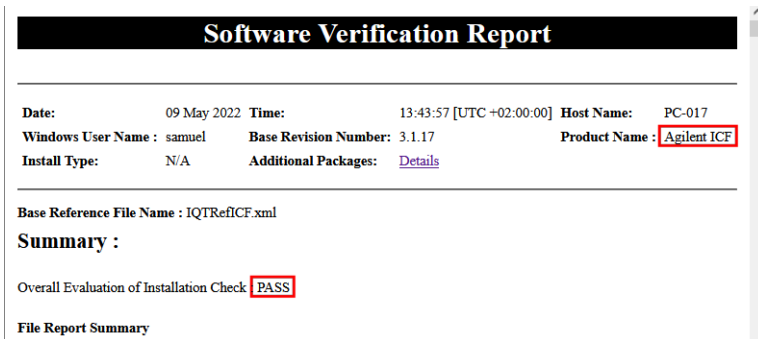 Software Verification Report
Date: 09 May 2022 Time: 13:43:57 [UTC +02:00:00] Host Name: PC-017
Windows User Name : samuel Base Revision Number: 3.1.17 Product Name : Agilent ICF
Install Type: N/A Additional Packages: Details
Base Reference File Name : IQTRefICF.xml
Summary :
Overall Evaluation of Installation Check : PASS
File Report Summary